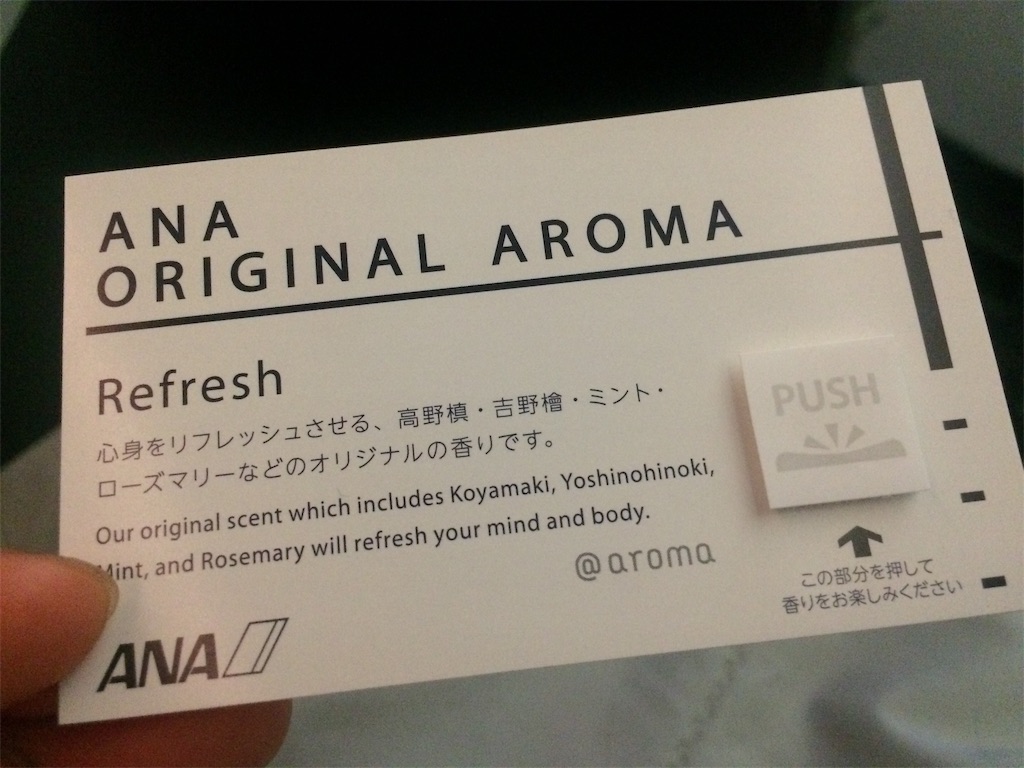 ANA
ORIGINAL AROMA
Refresh
心身をリフレッシュさせる、高野槙・吉野檜・ミント・
ローズマリーなどのオリジナルの香りです。
Our original scent which includes Koyamaki, Yoshinohinoki,
Mint, and Rosemary will refresh your mind and body.
@aroma
PUSH
この部分を押して
香りをお楽しみください
ANA